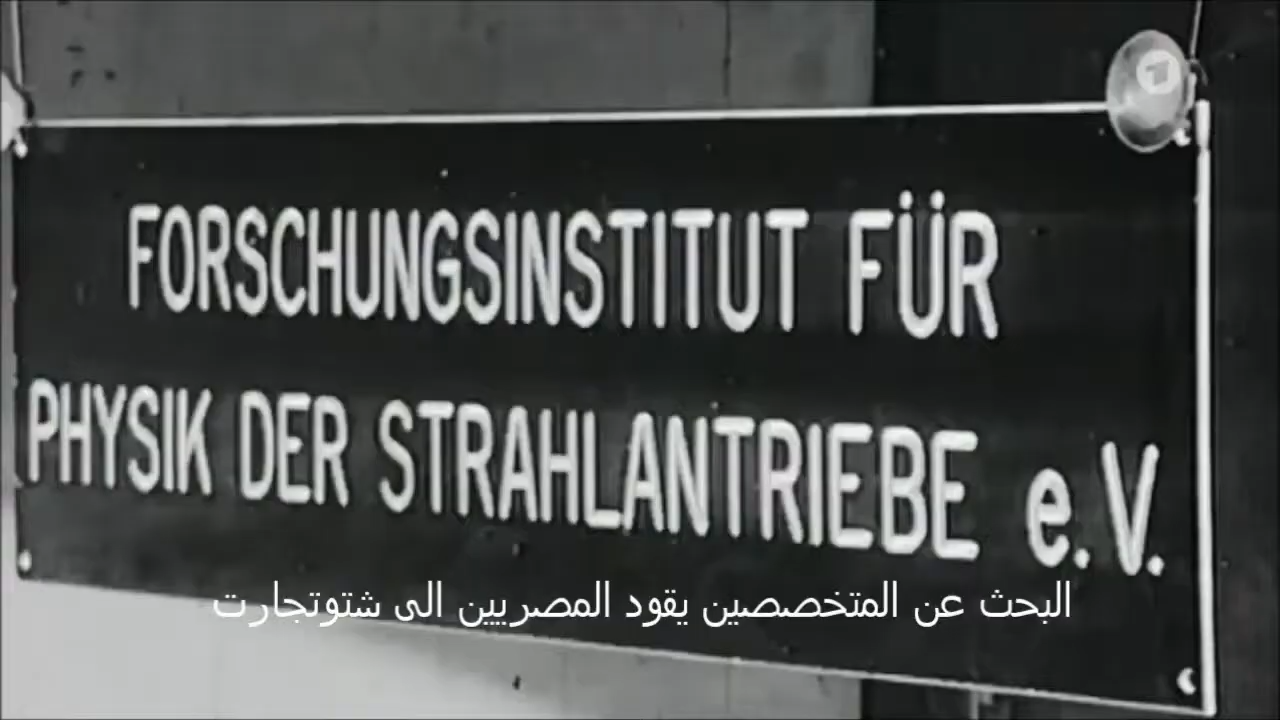 FORSCHUNGSINSTITUT FÜR
PHYSIK DER STRAHLANTRIEBE e.V.
البحث عن المتخصصين يقود المصريين الى شتوتجارت